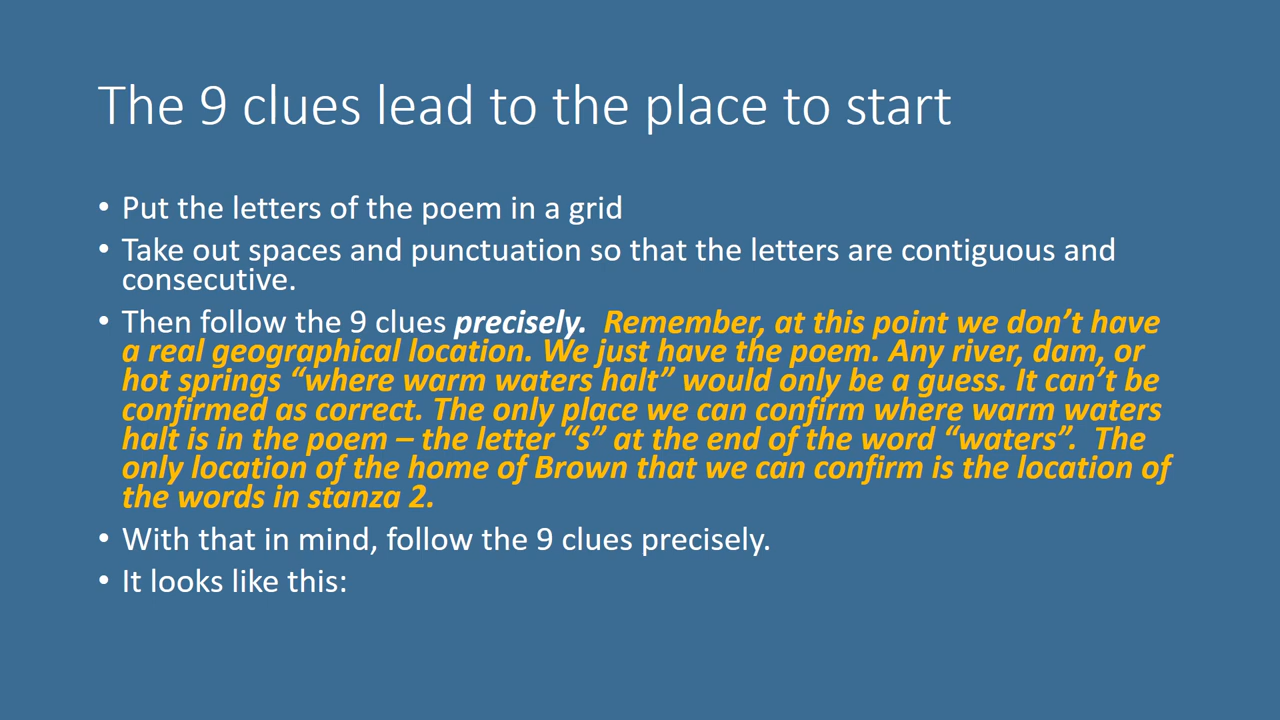 The 9 clues lead to the place to start
• Put the letters of the poem in a grid
• Take out spaces and punctuation so that the letters are contiguous and
consecutive.
• Then follow the 9 clues precisely.  Remember, at this point we don’t have
a real geographical location. We just have the poem. Any river, dam, or
hot springs “where warm waters halt” would only be a guess. It can’t be
confirmed as correct. The only place we can confirm where warm waters
halt is in the poem – the letter “s” at the end of the word “waters”.  The
only location of the home of Brown that we can confirm is the location of
the words in stanza 2.
• With that in mind, follow the 9 clues precisely.
• It looks like this: